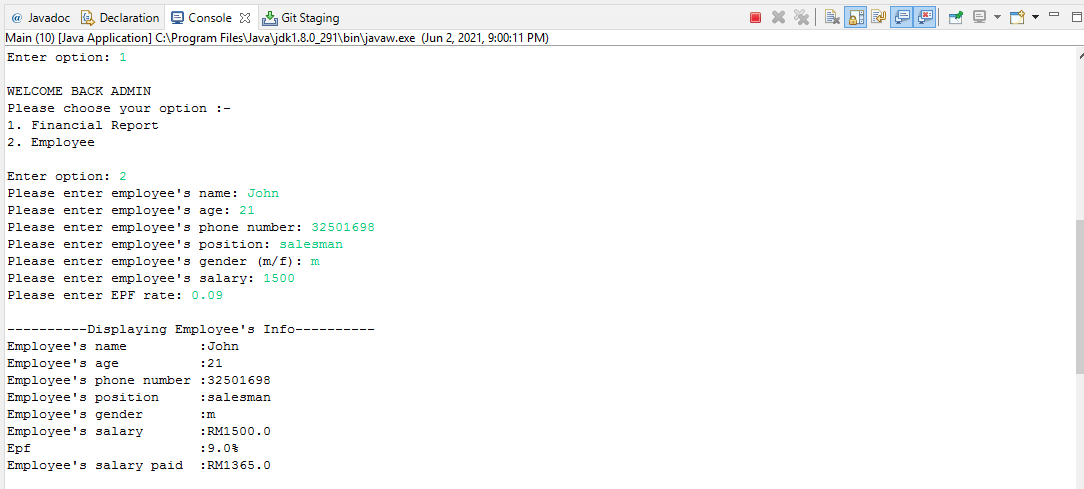 @ Javadoc Declaration Console Git Staging
Main (10) [Java Application] C:\Program Files\Java\jdk1.8.0_291\bin\javaw.exe (Jun 2, 2021, 9:00:11 PM)
Enter option: 1
WELCOME BACK ADMIN
Please choose your option :-
1. Financial Report
2. Employee
Enter option: 2
Please enter employee's name: John
Please enter employee's age: 21
Please enter employee's phone number: 32501698
Please enter employee's position: salesman
Please enter employee's gender (m/f): m
Please enter employee's salary: 1500
Please enter EPF rate: 0.09
----------Displaying Employee's Info----------
Employee's name         :John
Employee's age          :21
Employee's phone number :32501698
Employee's position     :salesman
Employee's gender       :m
Employee's salary       :RM1500.0
Epf                     :9.0%
Employee's salary paid  :RM1365.0